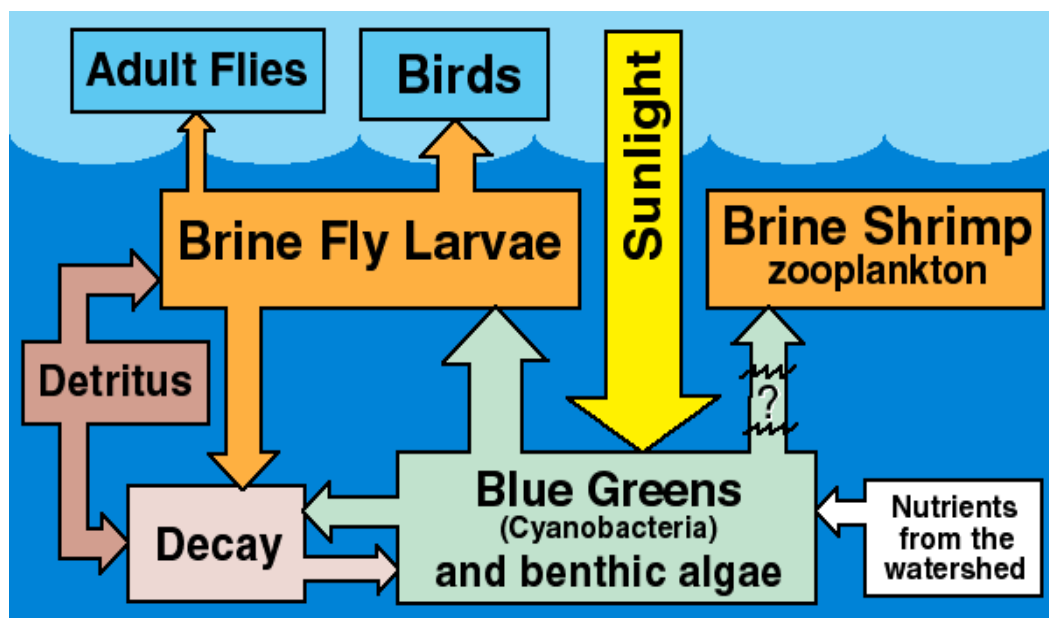 Adult Flies
Birds
Sunlight
Brine Fly Larvae
Brine Shrimp
zooplankton
Detritus
?
Decay
Blue Greens
(Cyanobacteria)
and benthic algae
Nutrients
from the
watershed